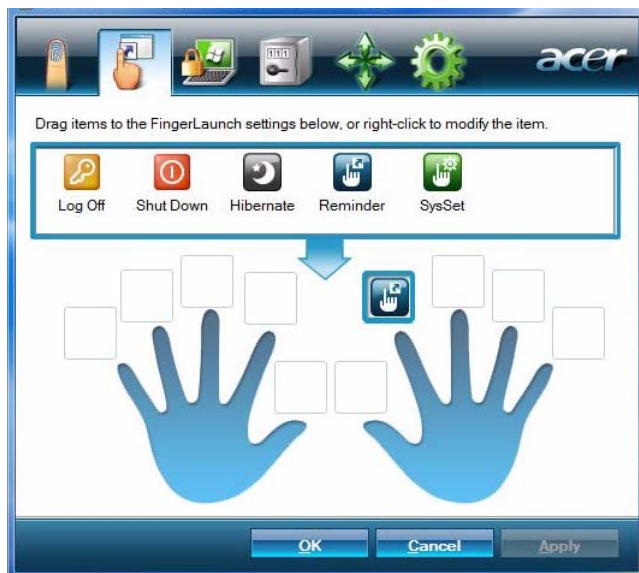 acer
Drag items to the FingerLaunch settings below, or right-click to modify the item.
Log Off Shut Down Hibernate Reminder SysSet
OK Cancel Apply